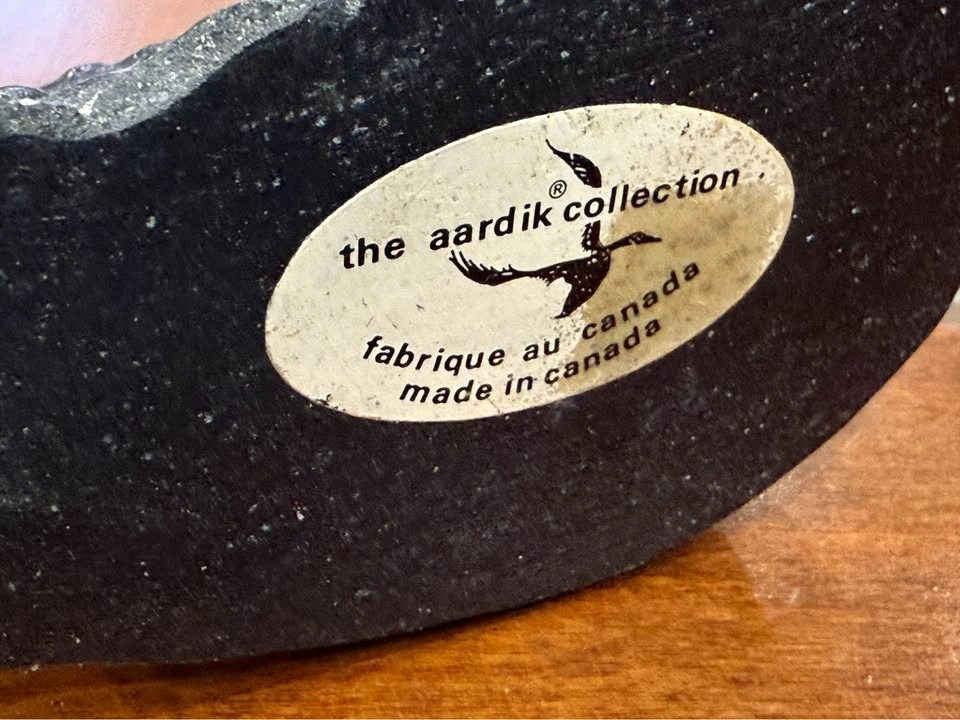 the aardik® collection
fabrique au canada
made in canada